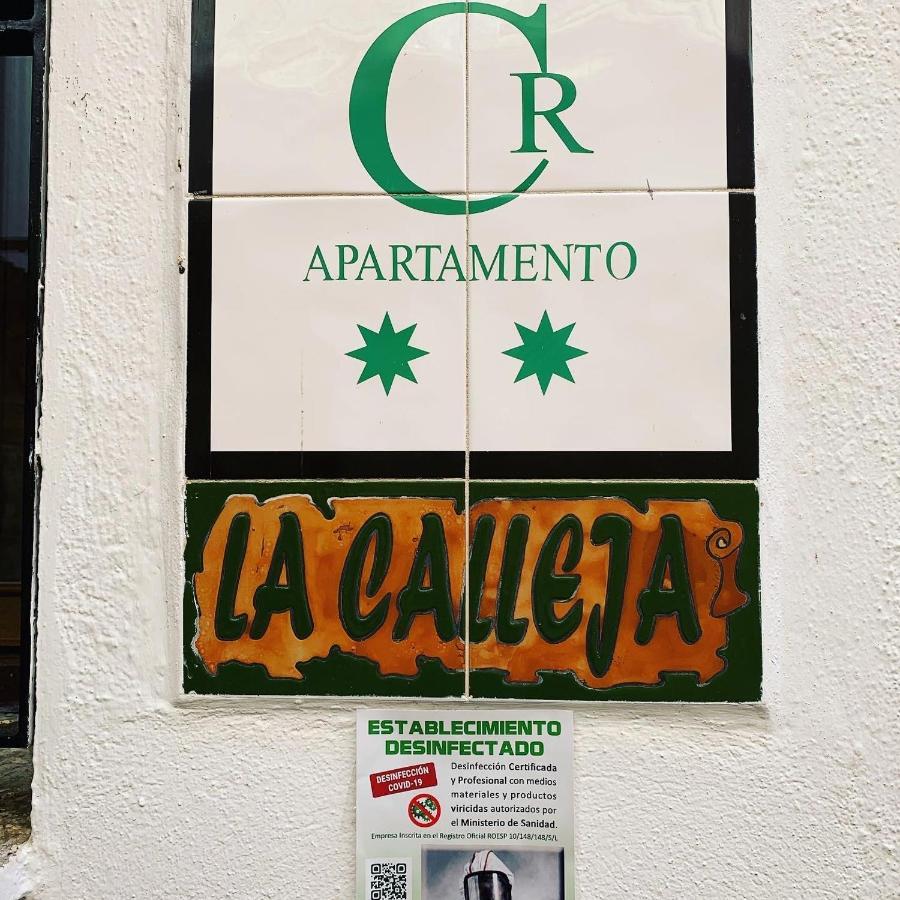 CR
APARTAMENTO
LA CALLEJA
ESTABLECIMIENTO
DESINFECTADO
DESINFECCIÓN
COVID-19
Desinfección Certificada
y Profesional con medios
materiales y productos
viricidas autorizados por
el Ministerio de Sanidad.
Empresa Inscrita en el Registro Oficial ROESP 10/148/148/S/L